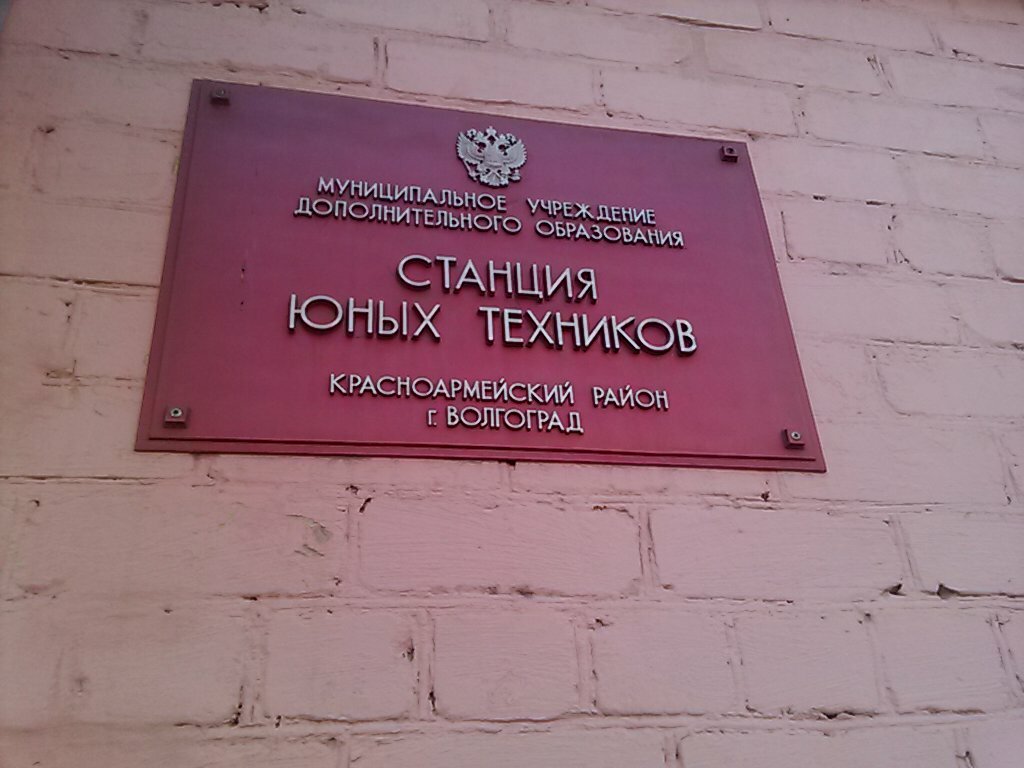 МУНИЦИПАЛЬНОЕ УЧРЕЖДЕНИЕ
ДОПОЛНИТЕЛЬНОГО ОБРАЗОВАНИЯ
СТАНЦИЯ
ЮНЫХ ТЕХНИКОВ
КРАСНОАРМЕЙСКИЙ РАЙОН
г. ВОЛГОГРАД